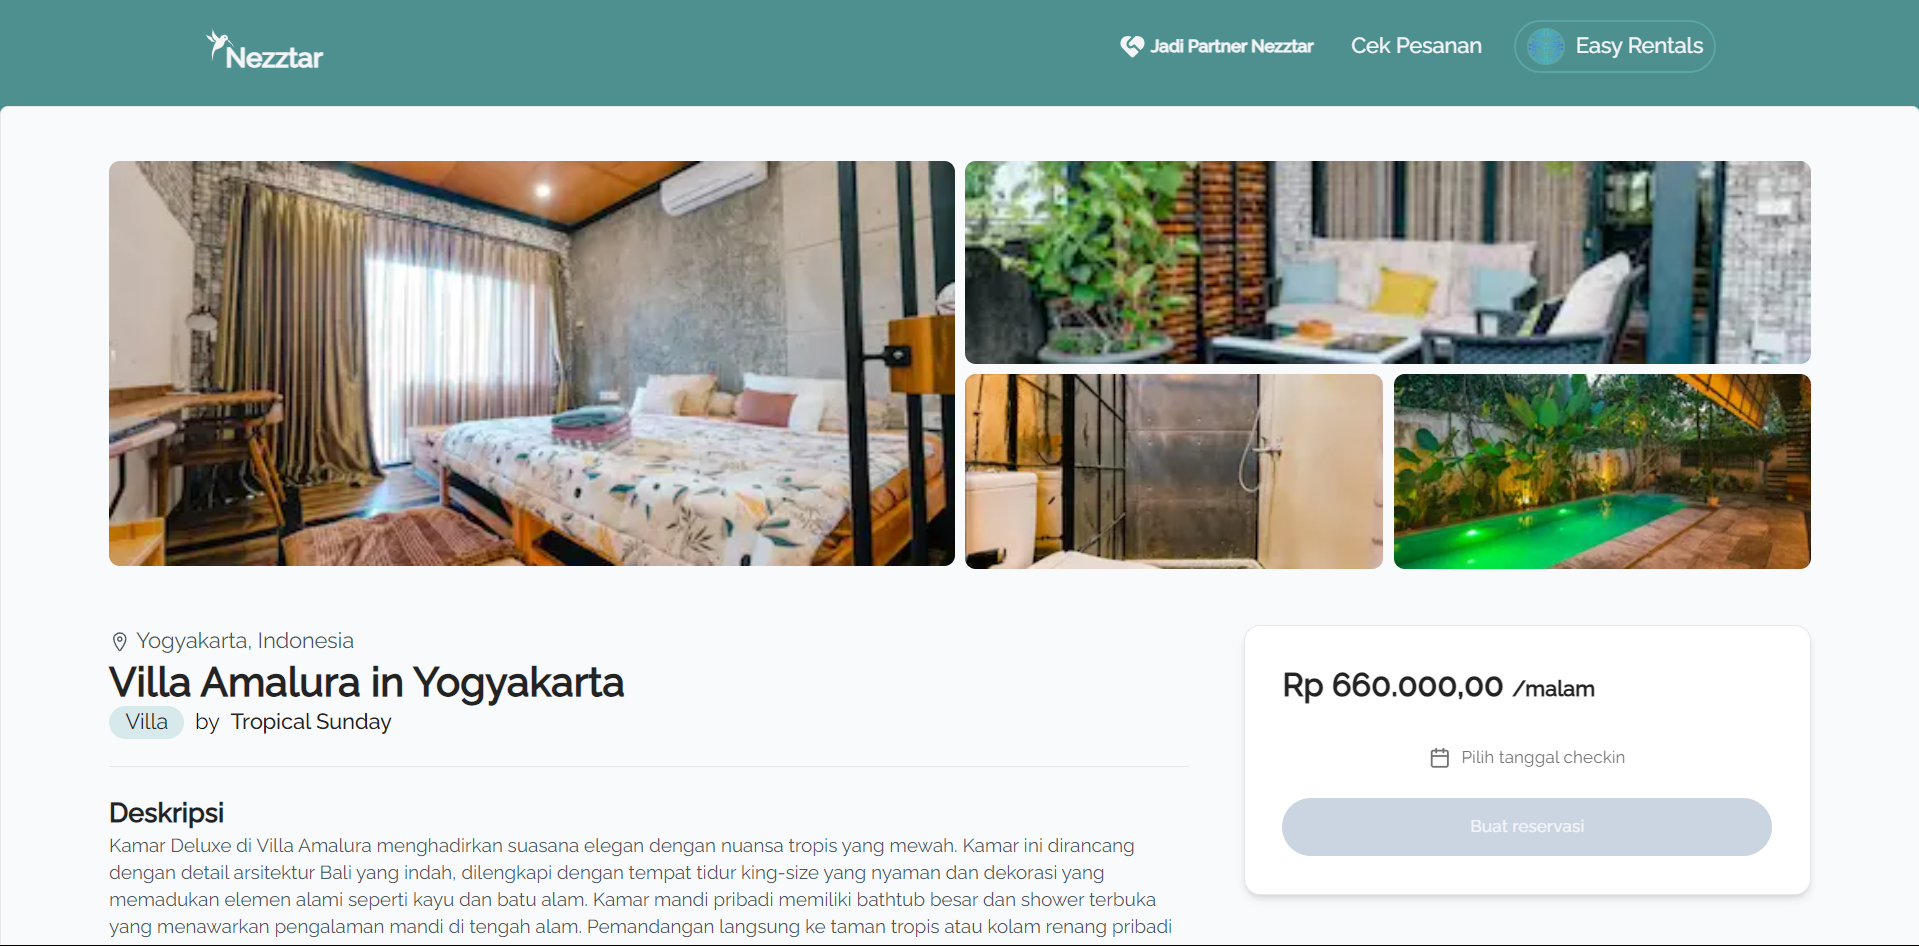 Nezztar
Jadi Partner Nezztar
Cek Pesanan
Easy Rentals
Yogyakarta, Indonesia
Villa Amalura in Yogyakarta
Villa by Tropical Sunday
Deskripsi
Kamar Deluxe di Villa Amalura menghadirkan suasana elegan dengan nuansa tropis yang mewah. Kamar ini dirancang
dengan detail arsitektur Bali yang indah, dilengkapi dengan tempat tidur king-size yang nyaman dan dekorasi yang
memadukan elemen alami seperti kayu dan batu alam. Kamar mandi pribadi memiliki bathtub besar dan shower terbuka
yang menawarkan pengalaman mandi di tengah alam. Pemandangan langsung ke taman tropis atau kolam renang pribadi
Rp 660.000,00 /malam
Pilih tanggal checkin
Buat reservasi